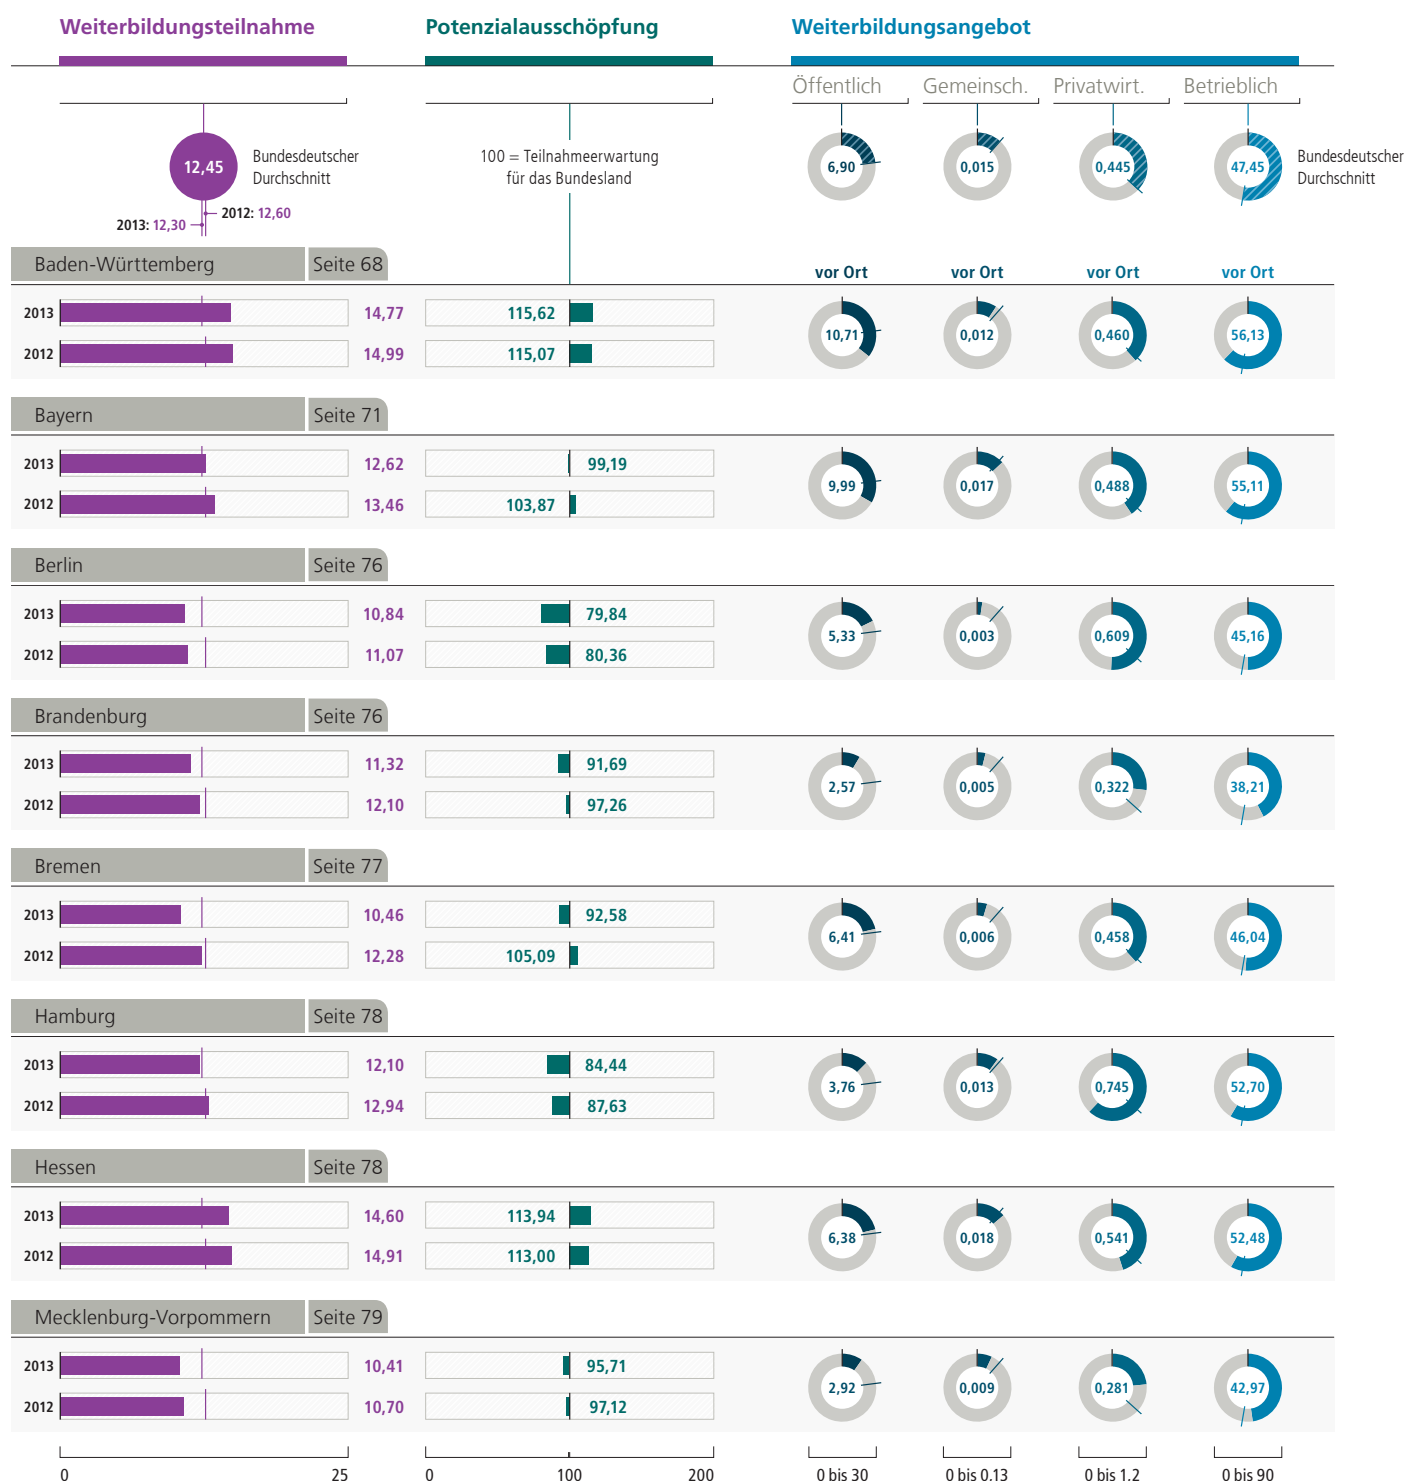 Weiterbildungsteilnahme Potenzialausschöpfung Weiterbildungsangebot
Öffentlich Gemeinsch. Privatwirt. Betrieblich
12,45 Bundesdeutscher Durchschnitt 100 = Teilnahmeerwartung für das Bundesland 6,90 0,015 0,445 47,45 Bundesdeutscher Durchschnitt
2012: 12,60
2013: 12,30
Baden-Württemberg Seite 68
vor Ort vor Ort vor Ort vor Ort
2013 14,77 115,62
10,71 0,012 0,460 56,13
2012 14,99 115,07
Bayern Seite 71
2013 12,62 99,19
9,99 0,017 0,488 55,11
2012 13,46 103,87
Berlin Seite 76
2013 10,84 79,84
5,33 0,003 0,609 45,16
2012 11,07 80,36
Brandenburg Seite 76
2013 11,32 91,69
2,57 0,005 0,322 38,21
2012 12,10 97,26
Bremen Seite 77
2013 10,46 92,58
6,41 0,006 0,458 46,04
2012 12,28 105,09
Hamburg Seite 78
2013 12,10 84,44
3,76 0,013 0,745 52,70
2012 12,94 87,63
Hessen Seite 78
2013 14,60 113,94
6,38 0,018 0,541 52,48
2012 14,91 113,00
Mecklenburg-Vorpommern Seite 79
2013 10,41 95,71
2,92 0,009 0,281 42,97
2012 10,70 97,12
0 25 0 100 200 0 bis 30 0 bis 0.13 0 bis 1.2 0 bis 90